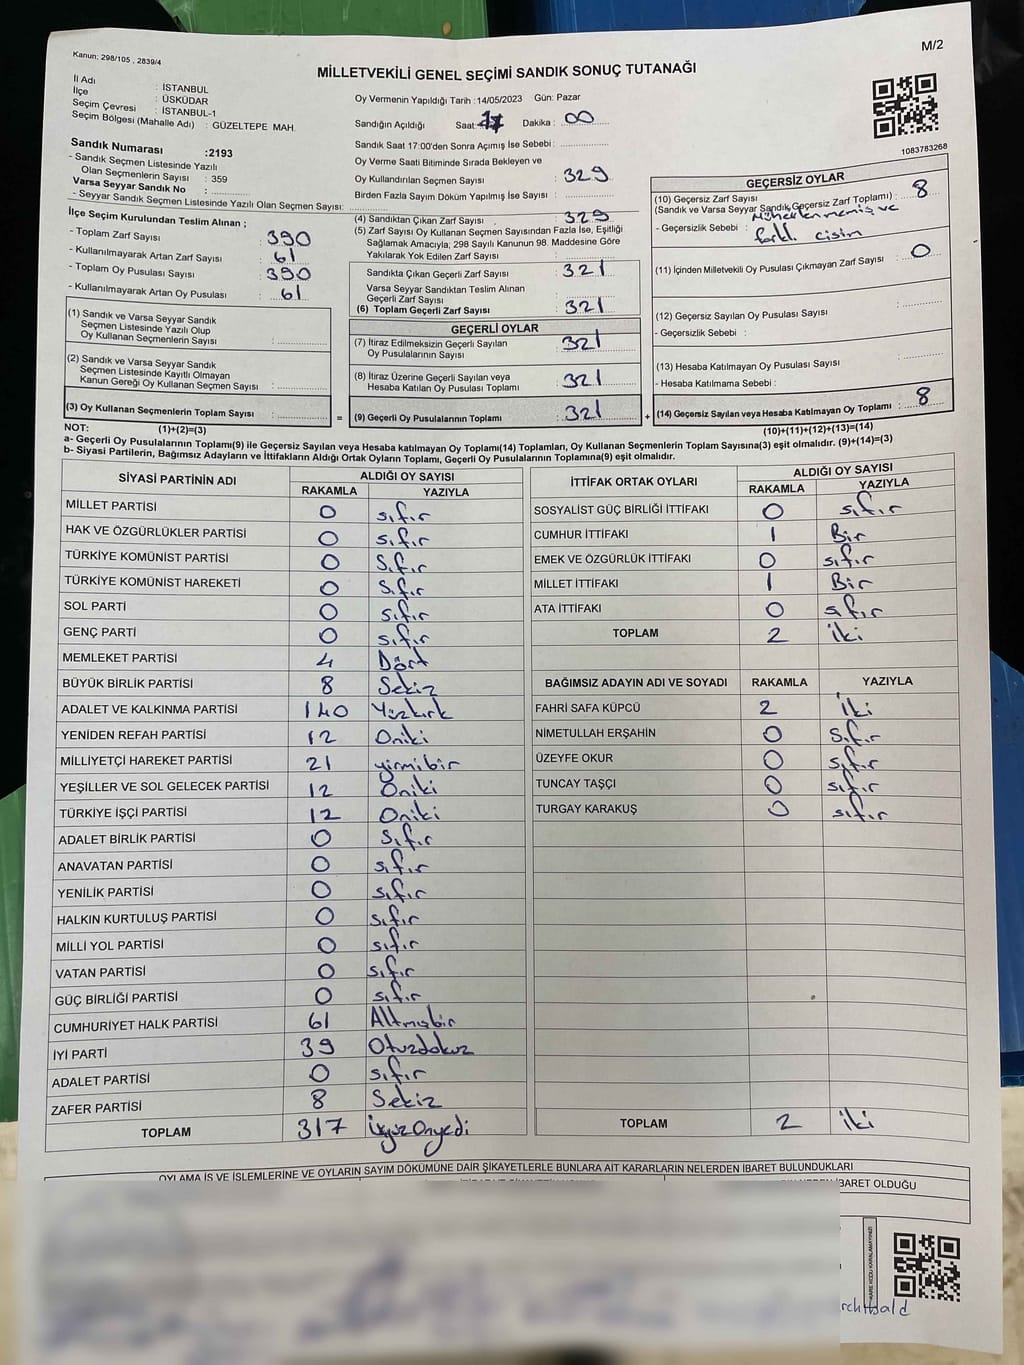 Kanun: 298/105 , 2839/4
M/2
MİLLETVEKİLİ GENEL SEÇİMİ SANDIK SONUÇ TUTANAĞI
İl Adı : İSTANBUL
İlçe : ÜSKÜDAR
Seçim Çevresi : İSTANBUL-1
Seçim Bölgesi (Mahalle Adı) : GÜZELTEPE MAH.
Sandık Numarası :2193
- Sandık Seçmen Listesinde Yazılı
Olan Seçmenlerin Sayısı : 359
Varsa Seyyar Sandık No :
- Seyyar Sandık Seçmen Listesinde Yazılı Olan Seçmen Sayısı:
Oy Vermenin Yapıldığı Tarih :14/05/2023 Gün: Pazar
Sandığın Açıldığı Saat: 17 Dakika : 00
Sandık Saat 17:00'den Sonra Açımış İse Sebebi :
Oy Verme Saati Bitiminde Sırada Bekleyen ve
Oy Kullandırılan Seçmen Sayısı : 329
Birden Fazla Sayım Döküm Yapılmış İse Sayısı :
1083783268
İlçe Seçim Kurulundan Teslim Alınan ;
- Toplam Zarf Sayısı : 390
- Kullanılmayarak Artan Zarf Sayısı : 61
- Toplam Oy Pusulası Sayısı : 390
- Kullanılmayarak Artan Oy Pusulası : 61
(1) Sandık ve Varsa Seyyar Sandık
Seçmen Listesinde Yazılı Olup
Oy Kullanan Seçmenlerin Sayısı :
(2) Sandık ve Varsa Seyyar Sandık
Seçmen Listesinde Kayıtlı Olmayan
Kanun Gereği Oy Kullanan Seçmen Sayısı :
(3) Oy Kullanan Seçmenlerin Toplam Sayısı :
(1)+(2)=(3)
(4) Sandıktan Çıkan Zarf Sayısı : 329
(5) Zarf Sayısı Oy Kullanan Seçmen Sayısından Fazla İse, Eşitliği
Sağlamak Amacıyla; 298 Sayılı Kanunun 98. Maddesine Göre
Yakılarak Yok Edilen Zarf Sayısı :
Sandıkta Çıkan Geçerli Zarf Sayısı : 321
Varsa Seyyar Sandıktan Teslim Alınan
Geçerli Zarf Sayısı :
(6) Toplam Geçerli Zarf Sayısı : 321
GEÇERLİ OYLAR
(7) İtiraz Edilmeksizin Geçerli Sayılan
Oy Pusulalarının Sayısı : 321
(8) İtiraz Üzerine Geçerli Sayılan veya
Hesaba Katılan Oy Pusulası Toplamı : 321
=
(9) Geçerli Oy Pusulalarının Toplamı : 321
+
GEÇERSİZ OYLAR
(10) Geçersiz Zarf Sayısı
(Sandık ve Varsa Seyyar Sandık Geçersiz Zarf Toplamı) : 8
- Geçersizlik Sebebi : Mühürlenmemiş ve
farkl. cisim
(11) İçinden Milletvekili Oy Pusulası Çıkmayan Zarf Sayısı : 0
(12) Geçersiz Sayılan Oy Pusulası Sayısı :
- Geçersizlik Sebebi :
(13) Hesaba Katılmayan Oy Pusulası Sayısı :
- Hesaba Katılmama Sebebi :
(14) Geçersiz Sayılan veya Hesaba Katılmayan Oy Toplamı : 8
(10)+(11)+(12)+(13)=(14)
NOT:
a- Geçerli Oy Pusulalarının Toplamı(9) ile Geçersiz Sayılan veya Hesaba katılmayan Oy Toplamı(14) Toplamları, Oy Kullanan Seçmenlerin Toplam Sayısına(3) eşit olmalıdır. (9)+(14)=(3)
b- Siyasi Partilerin, Bağımsız Adayların ve İttifakların Aldığı Ortak Oyların Toplamı, Geçerli Oy Pusulalarının Toplamına(9) eşit olmalıdır.
SİYASİ PARTİNİN ADI ALDIĞI OY SAYISI
RAKAMLA YAZIYLA
MİLLET PARTİSİ 0 sıfır
HAK VE ÖZGÜRLÜKLER PARTİSİ 0 sıfır
TÜRKİYE KOMÜNİST PARTİSİ 0 Sıfır
TÜRKİYE KOMÜNİST HAREKETİ 0 Sıfır
SOL PARTİ 0 sıfır
GENÇ PARTİ 0 sıfır
MEMLEKET PARTİSİ 4 Dört
BÜYÜK BİRLİK PARTİSİ 8 Sekiz
ADALET VE KALKINMA PARTİSİ 140 Yüzkırk
YENİDEN REFAH PARTİSİ 12 Oniki
MİLLİYETÇİ HAREKET PARTİSİ 21 yirmibir
YEŞİLLER VE SOL GELECEK PARTİSİ 12 Oniki
TÜRKİYE İŞÇİ PARTİSİ 12 Oniki
ADALET BİRLİK PARTİSİ 0 Sıfır
ANAVATAN PARTİSİ 0 sıfır
YENİLİK PARTİSİ 0 sıfır
HALKIN KURTULUŞ PARTİSİ 0 sıfır
MİLLİ YOL PARTİSİ 0 sıfır
VATAN PARTİSİ 0 sıfır
GÜÇ BİRLİĞİ PARTİSİ 0 sıfır
CUMHURİYET HALK PARTİSİ 61 Altmışbir
İYİ PARTİ 39 Otuzdokuz
ADALET PARTİSİ 0 sıfır
ZAFER PARTİSİ 8 Sekiz
TOPLAM 317 üçyüzonyedi
İTTİFAK ORTAK OYLARI ALDIĞI OY SAYISI
RAKAMLA YAZIYLA
SOSYALİST GÜÇ BİRLİĞİ İTTİFAKI 0 sıfır
CUMHUR İTTİFAKI 1 Bir
EMEK VE ÖZGÜRLÜK İTTİFAKI 0 sıfır
MİLLET İTTİFAKI 1 Bir
ATA İTTİFAKI 0 sıfır
TOPLAM 2 iki
BAĞIMSIZ ADAYIN ADI VE SOYADI RAKAMLA YAZIYLA
FAHRİ SAFA KÜPCÜ 2 iki
NİMETULLAH ERŞAHİN 0 Sıfır
ÜZEYFE OKUR 0 sıfır
TUNCAY TAŞÇI 0 sıfır
TURGAY KARAKUŞ 0 sıfır
TOPLAM 2 iki
OYLAMA İŞ VE İŞLEMLERİNE VE OYLARIN SAYIM DÖKÜMÜNE DAİR ŞİKAYETLERLE BUNLARA AİT KARARLARIN NELERDEN İBARET BULUNDUKLARI
İBARET OLDUĞU
KARE KODU KARALAMAYINIZ!